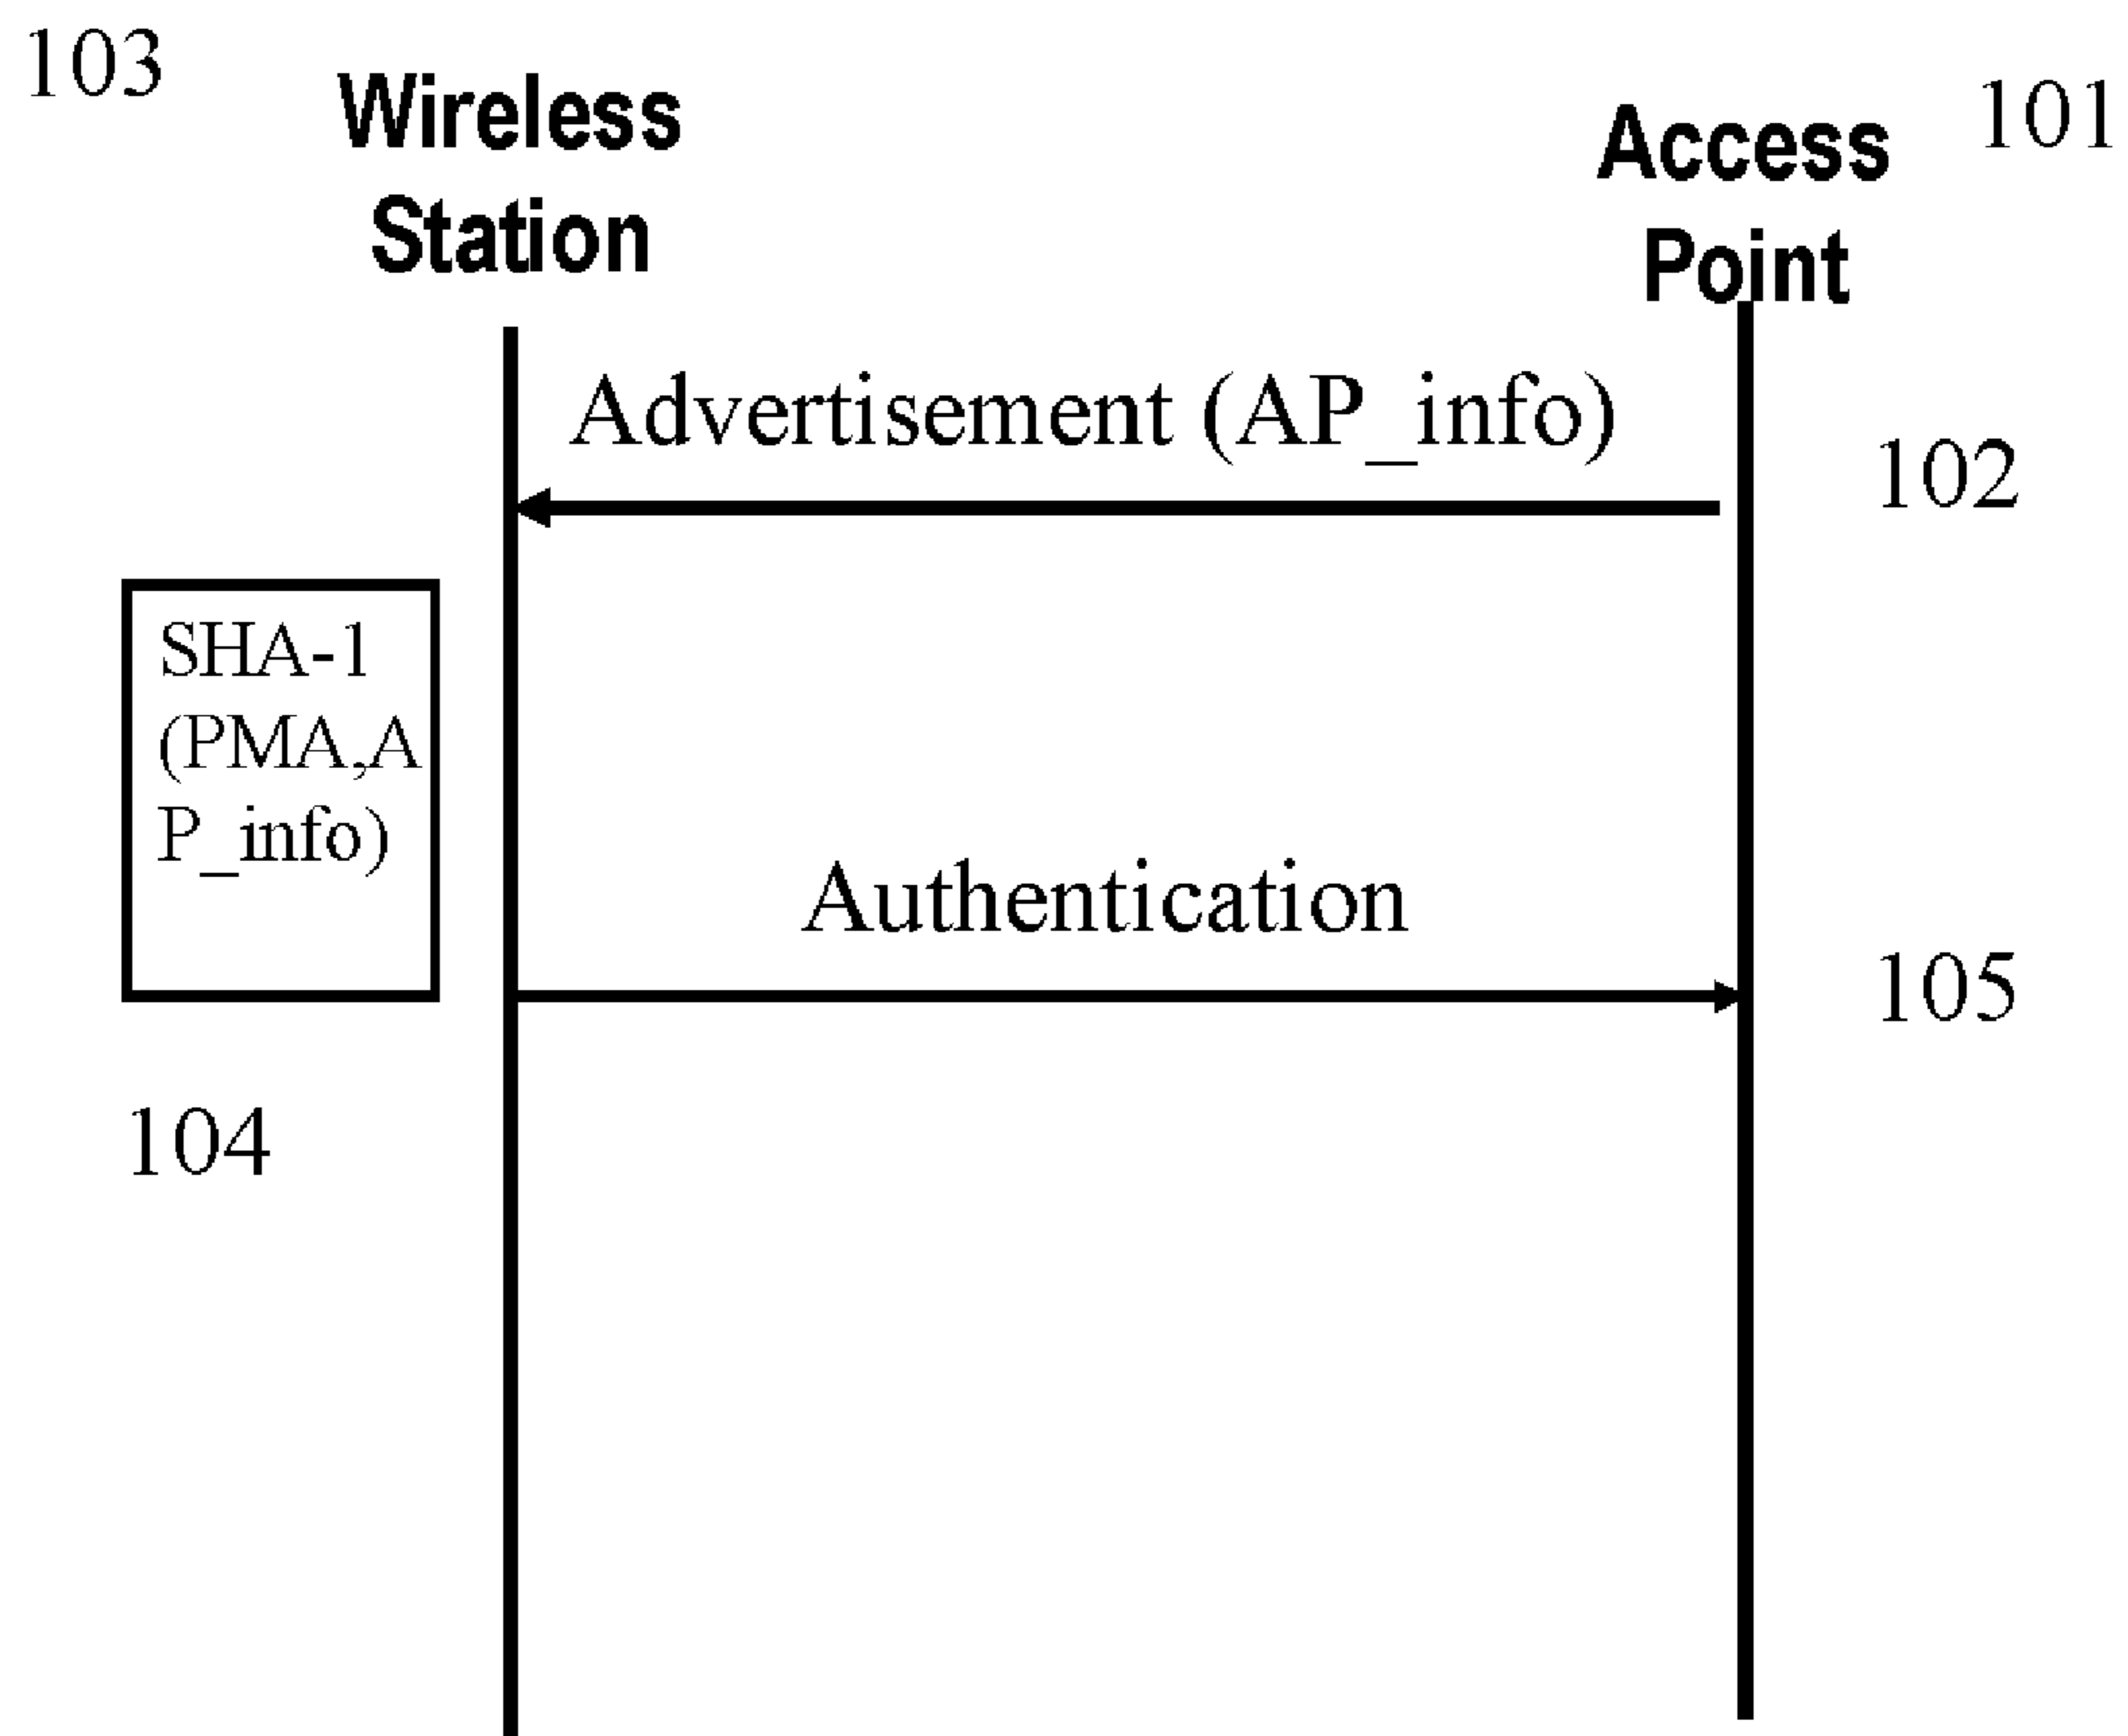 103
Wireless
Station
Access
Point
101
Advertisement (AP_info)
102
SHA-1
(PMA,A
P_info)
Authentication
105
104